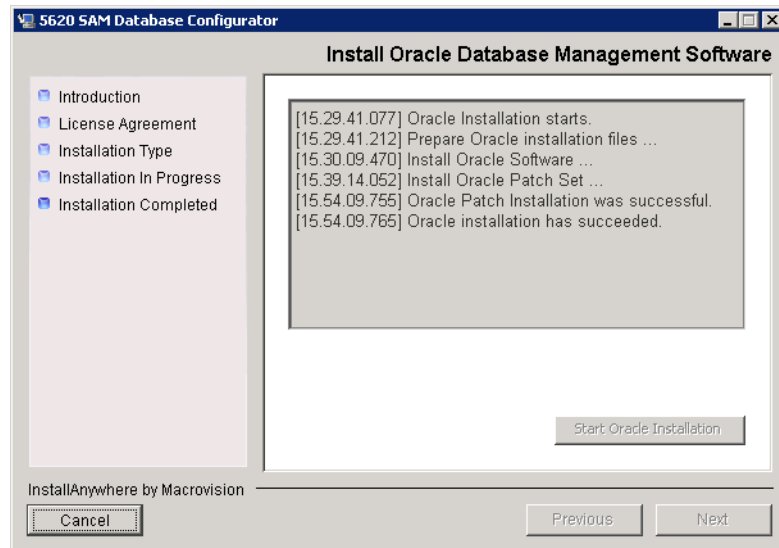 5620 SAM Database Configurator
Install Oracle Database Management Software
Introduction
License Agreement
Installation Type
Installation In Progress
Installation Completed
[15.29.41.077] Oracle Installation starts.
[15.29.41.212] Prepare Oracle installation files ...
[15.30.09.470] Install Oracle Software ...
[15.39.14.052] Install Oracle Patch Set ...
[15.54.09.755] Oracle Patch Installation was successful.
[15.54.09.765] Oracle installation has succeeded.
Start Oracle Installation
InstallAnywhere by Macrovision
Cancel
Previous
Next